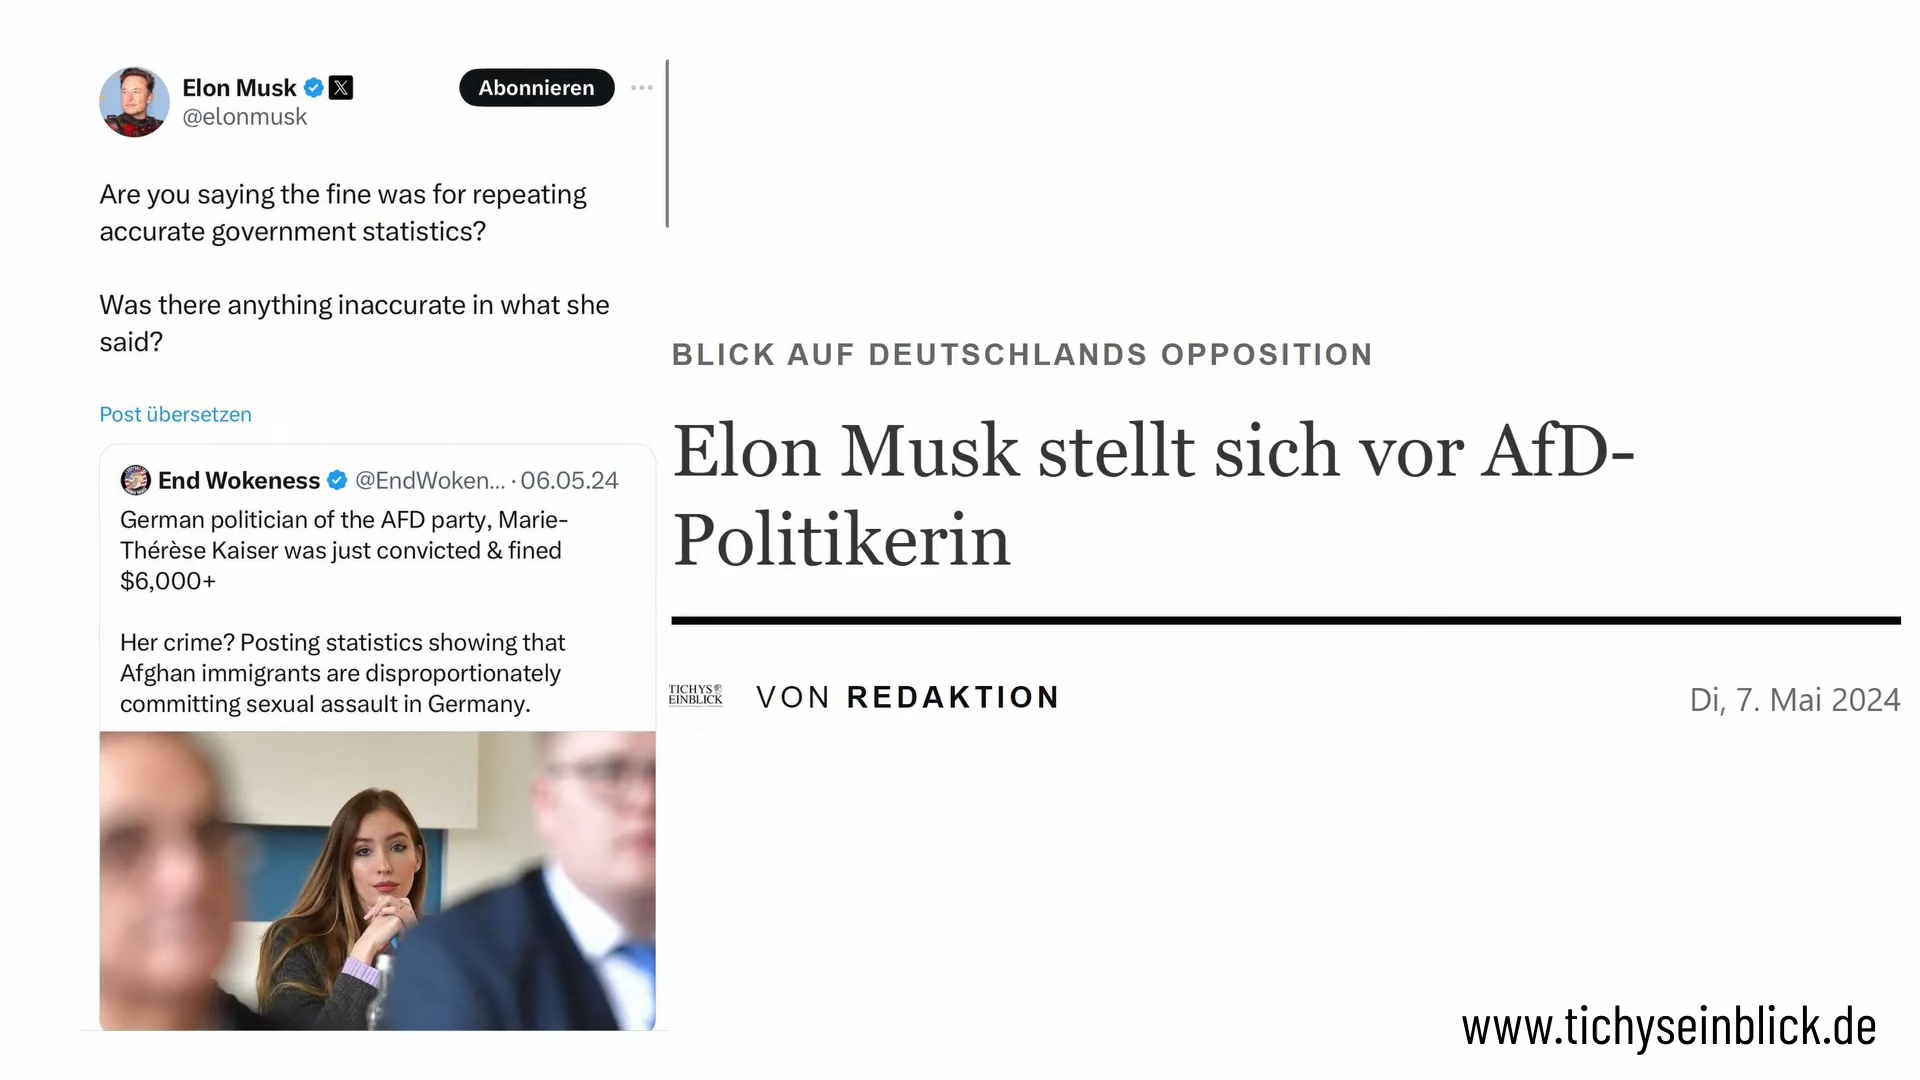 Elon Musk
@elonmusk
Abonnieren
Are you saying the fine was for repeating
accurate government statistics?
Was there anything inaccurate in what she
said?
Post übersetzen
End Wokeness @EndWoken... · 06.05.24
German politician of the AFD party, Marie-
Thérèse Kaiser was just convicted & fined
$6,000+
Her crime? Posting statistics showing that
Afghan immigrants are disproportionately
committing sexual assault in Germany.
BLICK AUF DEUTSCHLANDS OPPOSITION
Elon Musk stellt sich vor AfD-
Politikerin
TICHYS
EINBLICK
VON REDAKTION
Di, 7. Mai 2024
www.tichyseinblick.de